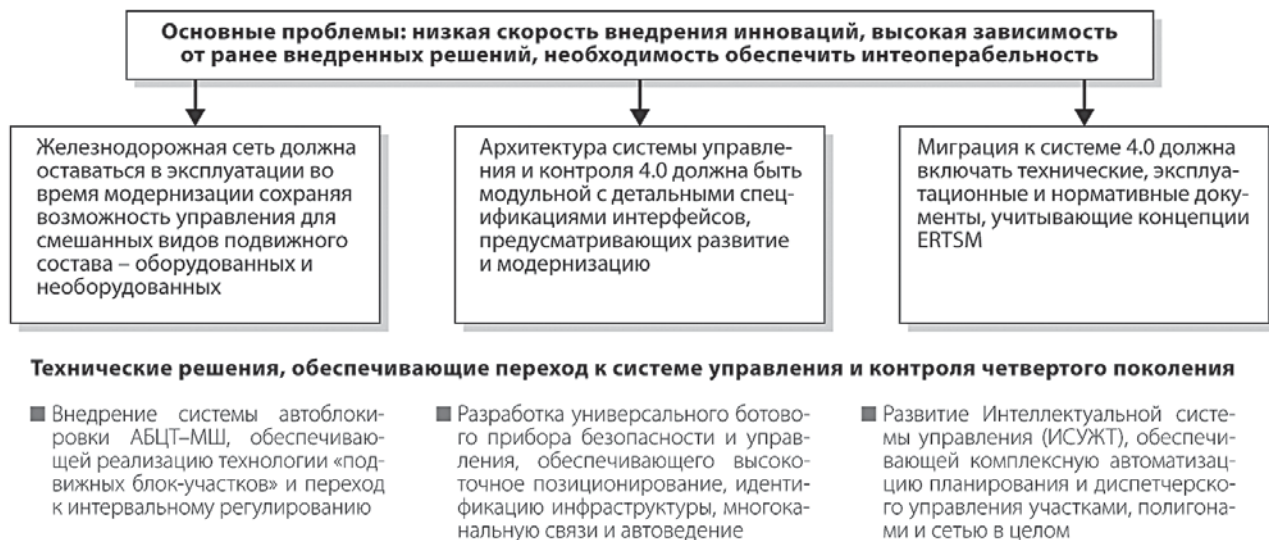 Основные проблемы: низкая скорость внедрения инноваций, высокая зависимость
от ранее внедренных решений, необходимость обеспечить интеоперабельность
Железнодорожная сеть должна
оставаться в эксплуатации во
время модернизации сохраняя
возможность управления для
смешанных видов подвижного
состава – оборудованных и
необорудованных
Архитектура системы управле-
ния и контроля 4.0 должна быть
модульной с детальными спец-
ификациями интерфейсов,
предусматривающих развитие
и модернизацию
Миграция к системе 4.0 должна
включать технические, эксплу-
атационные и нормативные доку-
менты, учитывающие концепции
ERTSM
Технические решения, обеспечивающие переход к системе управления и контроля четвертого поколения
■ Внедрение системы автоблоки-
ровки АБЦТ–МШ, обеспечиваю-
щей реализацию технологии «под-
вижных блок-участков» и переход
к интервальному регулированию
■ Разработка универсального ботово-
го прибора безопасности и управ-
ления, обеспечивающего высоко-
точное позиционирование, иденти-
фикацию инфраструктуры, многока-
нальную связи и автоведение
■ Развитие Интеллектуальной систе-
мы управления (ИСУЖТ), обеспечи-
вающей комплексную автоматизац-
цию планирования и диспетчерско-
го управления участками, полигона-
ми и сетью в целом